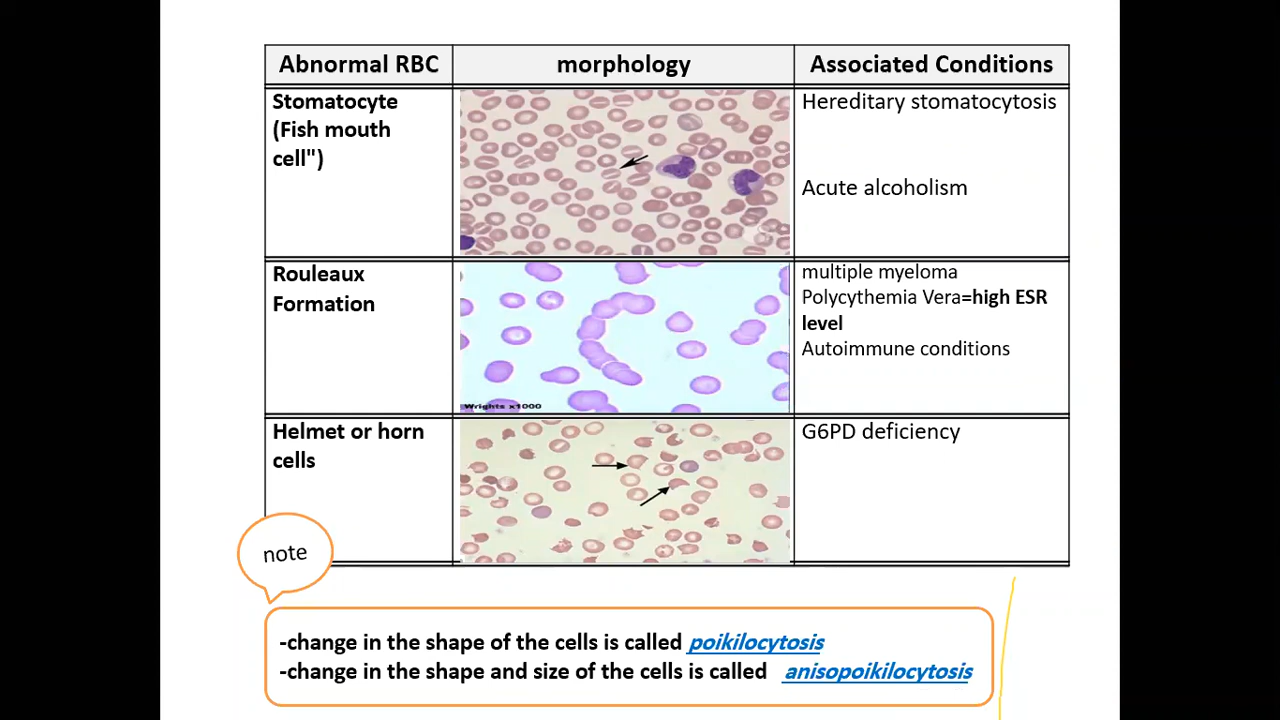 Abnormal RBC
morphology
Associated Conditions
Stomatocyte
(Fish mouth
cell")
Hereditary stomatocytosis
Acute alcoholism
Rouleaux
Formation
Wrights x1000
multiple myeloma
Polycythemia Vera=high ESR
level
Autoimmune conditions
Helmet or horn
cells
G6PD deficiency
note
-change in the shape of the cells is called poikilocytosis
-change in the shape and size of the cells is called anisopoikilocytosis